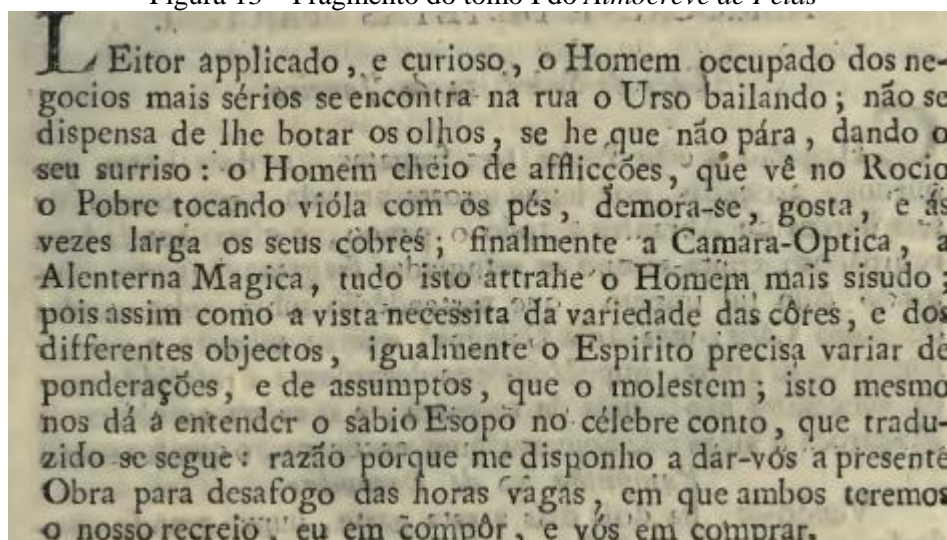 Figura 13 – Fragmento do tomo I do Almocreve de Petas
LEitor applicado, e curioso, o Homem occupado dos ne-
gocios mais sérios se encontra na rua o Urso bailando; não se
dispensa de lhe botar os olhos, se he que não pára, dando o
seu surriso: o Homem cheio de afflicções, que vê no Rocio
o Pobre tocando vióla com os pés, demora-se, gosta, e ás
vezes larga os seus cobres; finalmente a Camara-Optica, a
Alenterna Magica, tudo isto attrahe o Homem mais sisudo;
pois assim como a vista necessita da variedade das côres, e dos
differentes objectos, igualmente o Espirito precisa variar de
ponderações, e de assumptos, que o molestem; isto mesmo
nos dá a entender o sabio Esopo no célebre conto, que tradu-
zido se segue: razão porque me disponho a dar-vos a presente
Obra para desafogo das horas vagas, em que ambos teremos
o nosso recreio, eu em compôr, e vós em comprar.